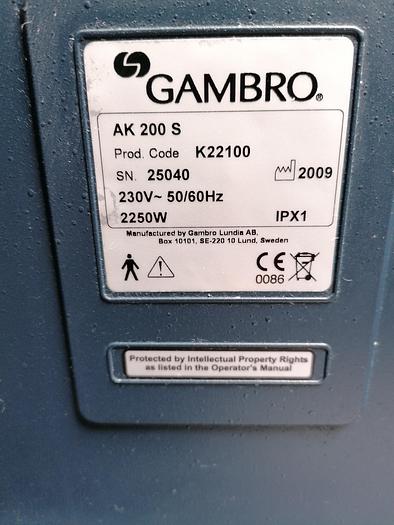 GAMBRO®
AK 200 S
Prod. Code K22100
SN. 25040
2009
230V~ 50/60Hz
2250W IPX1
Manufactured by Gambro Lundia AB,
Box 10101, SE-220 10 Lund, Sweden
CE
0086
Protected by Intellectual Property Rights
as listed in the Operator's Manual